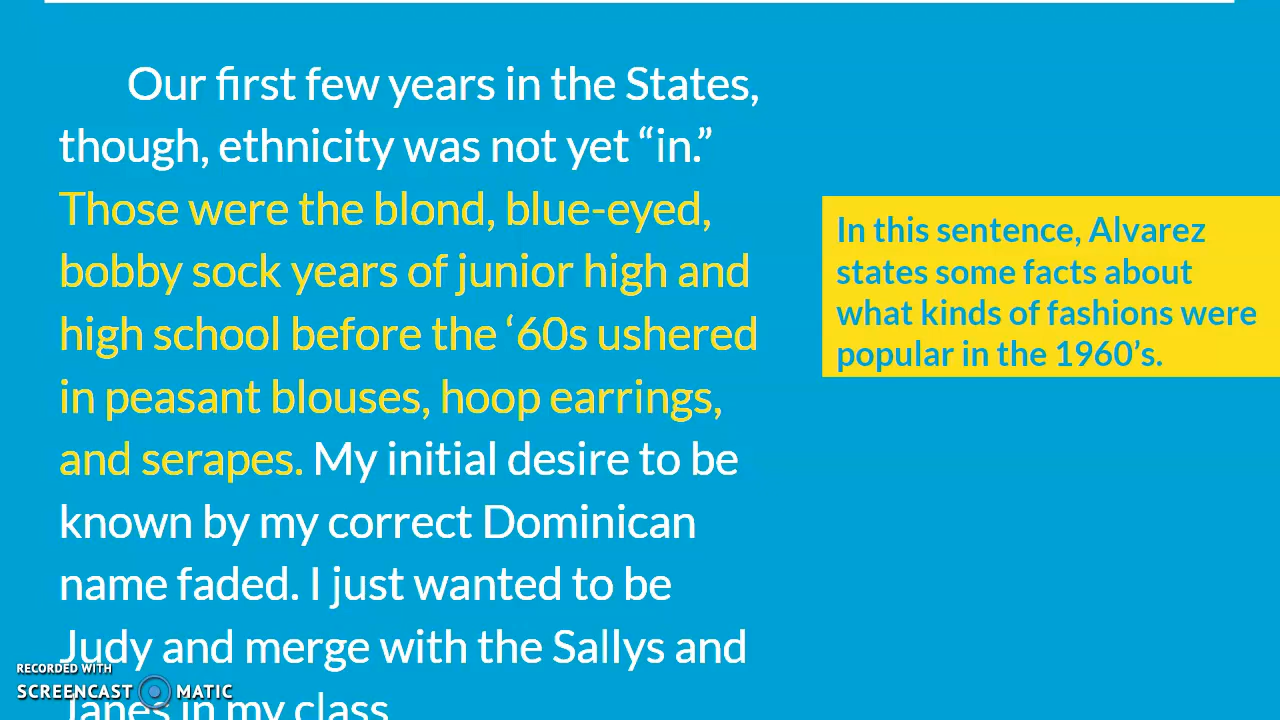 Our first few years in the States,
though, ethnicity was not yet “in.”
Those were the blond, blue-eyed,
bobby sock years of junior high and
high school before the ‘60s ushered
in peasant blouses, hoop earrings,
and serapes. My initial desire to be
known by my correct Dominican
name faded. I just wanted to be
Judy and merge with the Sallys and
Janes in my class
In this sentence, Alvarez
states some facts about
what kinds of fashions were
popular in the 1960’s.
RECORDED WITH
SCREENCAST MATIC